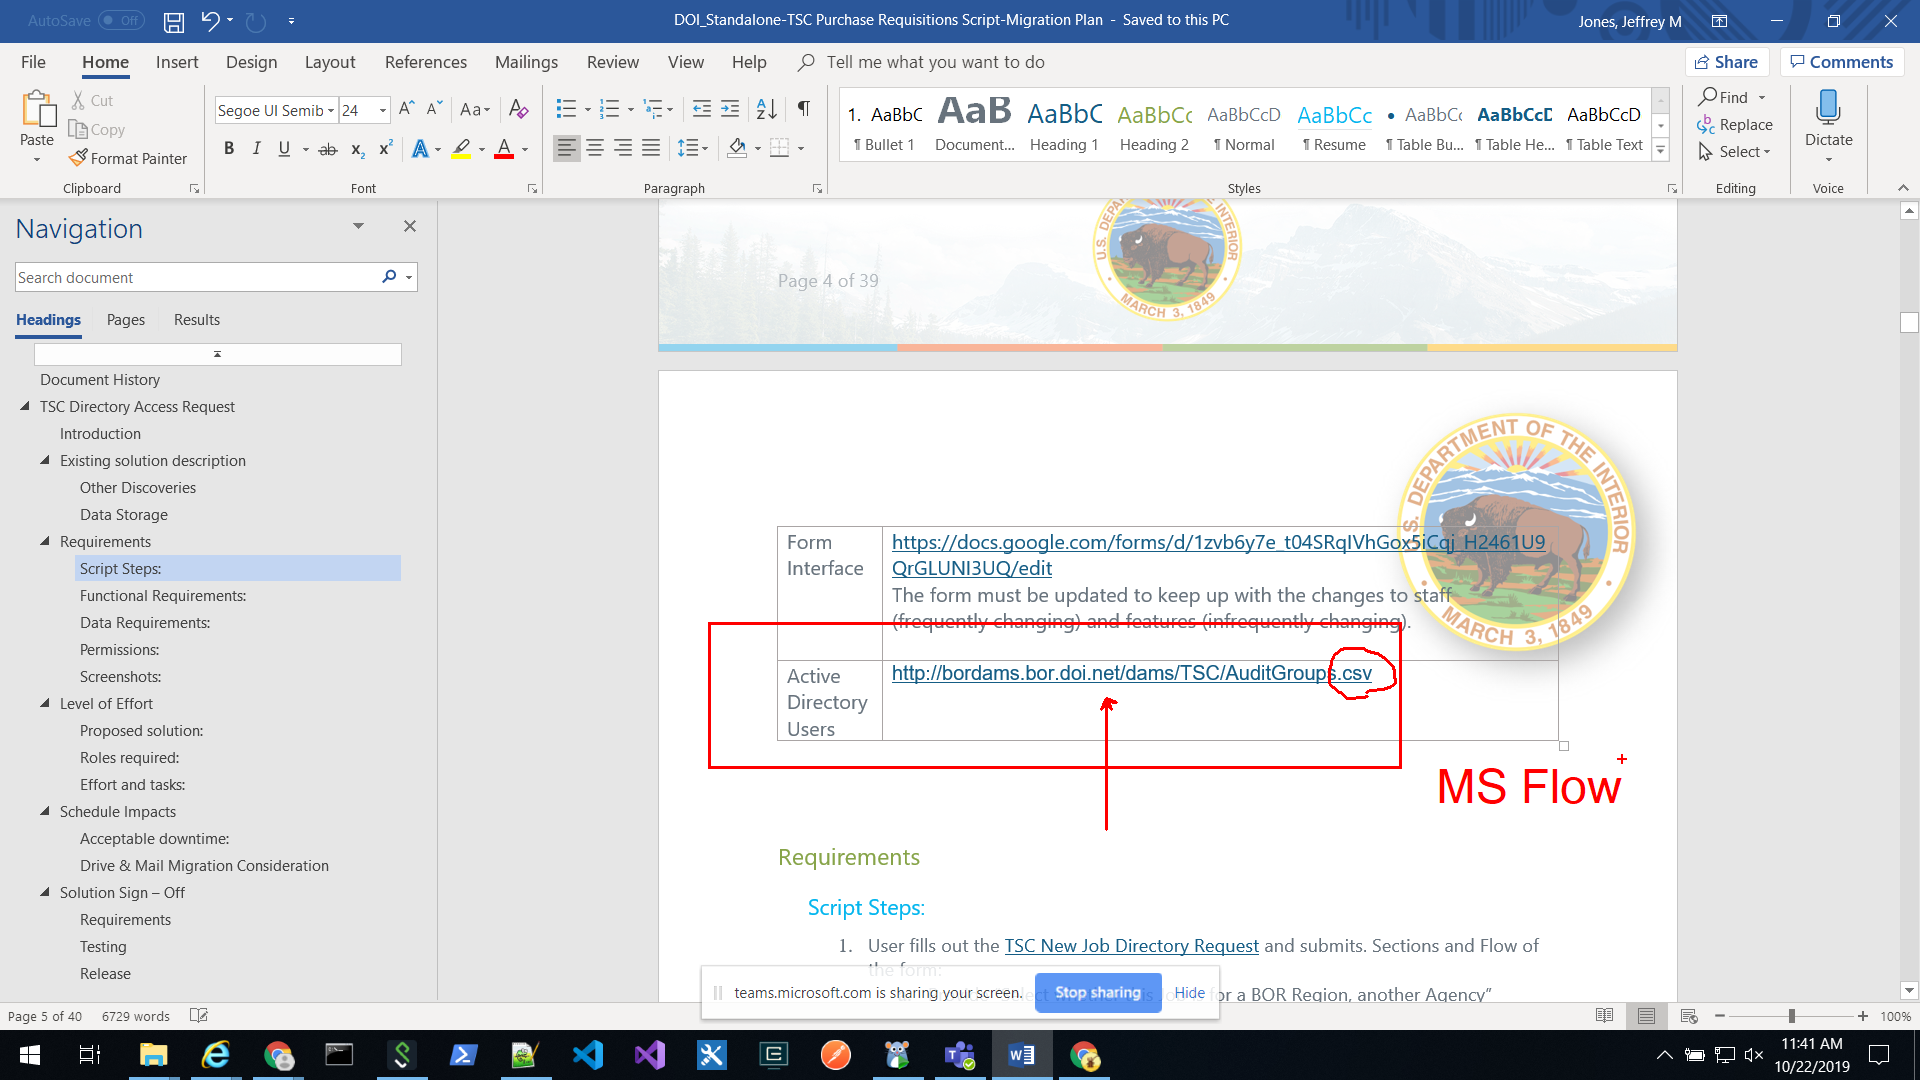 AutoSave Off
DOI_Standalone-TSC Purchase Requisitions Script-Migration Plan - Saved to this PC
Jones, Jeffrey M
File Home Insert Design Layout References Mailings Review View Help Tell me what you want to do
Share Comments
Paste
Cut
Copy
Format Painter
Clipboard
Segoe UI Semib 24
Font
Paragraph
1. AaBbC AaB AaBbC AaBbCc AaBbCcD AaBbCc AaBbCc AaBbCcD AaBbCcD
¶ Bullet 1 Document... Heading 1 Heading 2 ¶ Normal ¶ Resume ¶ Table Bu... ¶ Table He... ¶ Table Text
Styles
Find
Replace
Select
Editing
Dictate
Voice
Navigation
Search document
Headings Pages Results
Document History
TSC Directory Access Request
Introduction
Existing solution description
Other Discoveries
Data Storage
Requirements
Script Steps:
Functional Requirements:
Data Requirements:
Permissions:
Screenshots:
Level of Effort
Proposed solution:
Roles required:
Effort and tasks:
Schedule Impacts
Acceptable downtime:
Drive & Mail Migration Consideration
Solution Sign – Off
Requirements
Testing
Release
Page 4 of 39
MARCH 3, 1849
U.S. DEPARTMENT OF THE INTERIOR
MARCH 3, 1849
Form
Interface
https://docs.google.com/forms/d/1zvb6y7e_t04SRqIVhGox5iCqj_H2461U9
QrGLUNI3UQ/edit
The form must be updated to keep up with the changes to staff
(frequently changing) and features (infrequently changing).
Active
Directory
Users
http://bordams.bor.doi.net/dams/TSC/AuditGroups.csv
MS Flow
Requirements
Script Steps:
1. User fills out the TSC New Job Directory Request and submits. Sections and Flow of
the form:
for a BOR Region, another Agency”
teams.microsoft.com is sharing your screen. Stop sharing Hide
Page 5 of 40 6729 words
100%
11:41 AM
10/22/2019